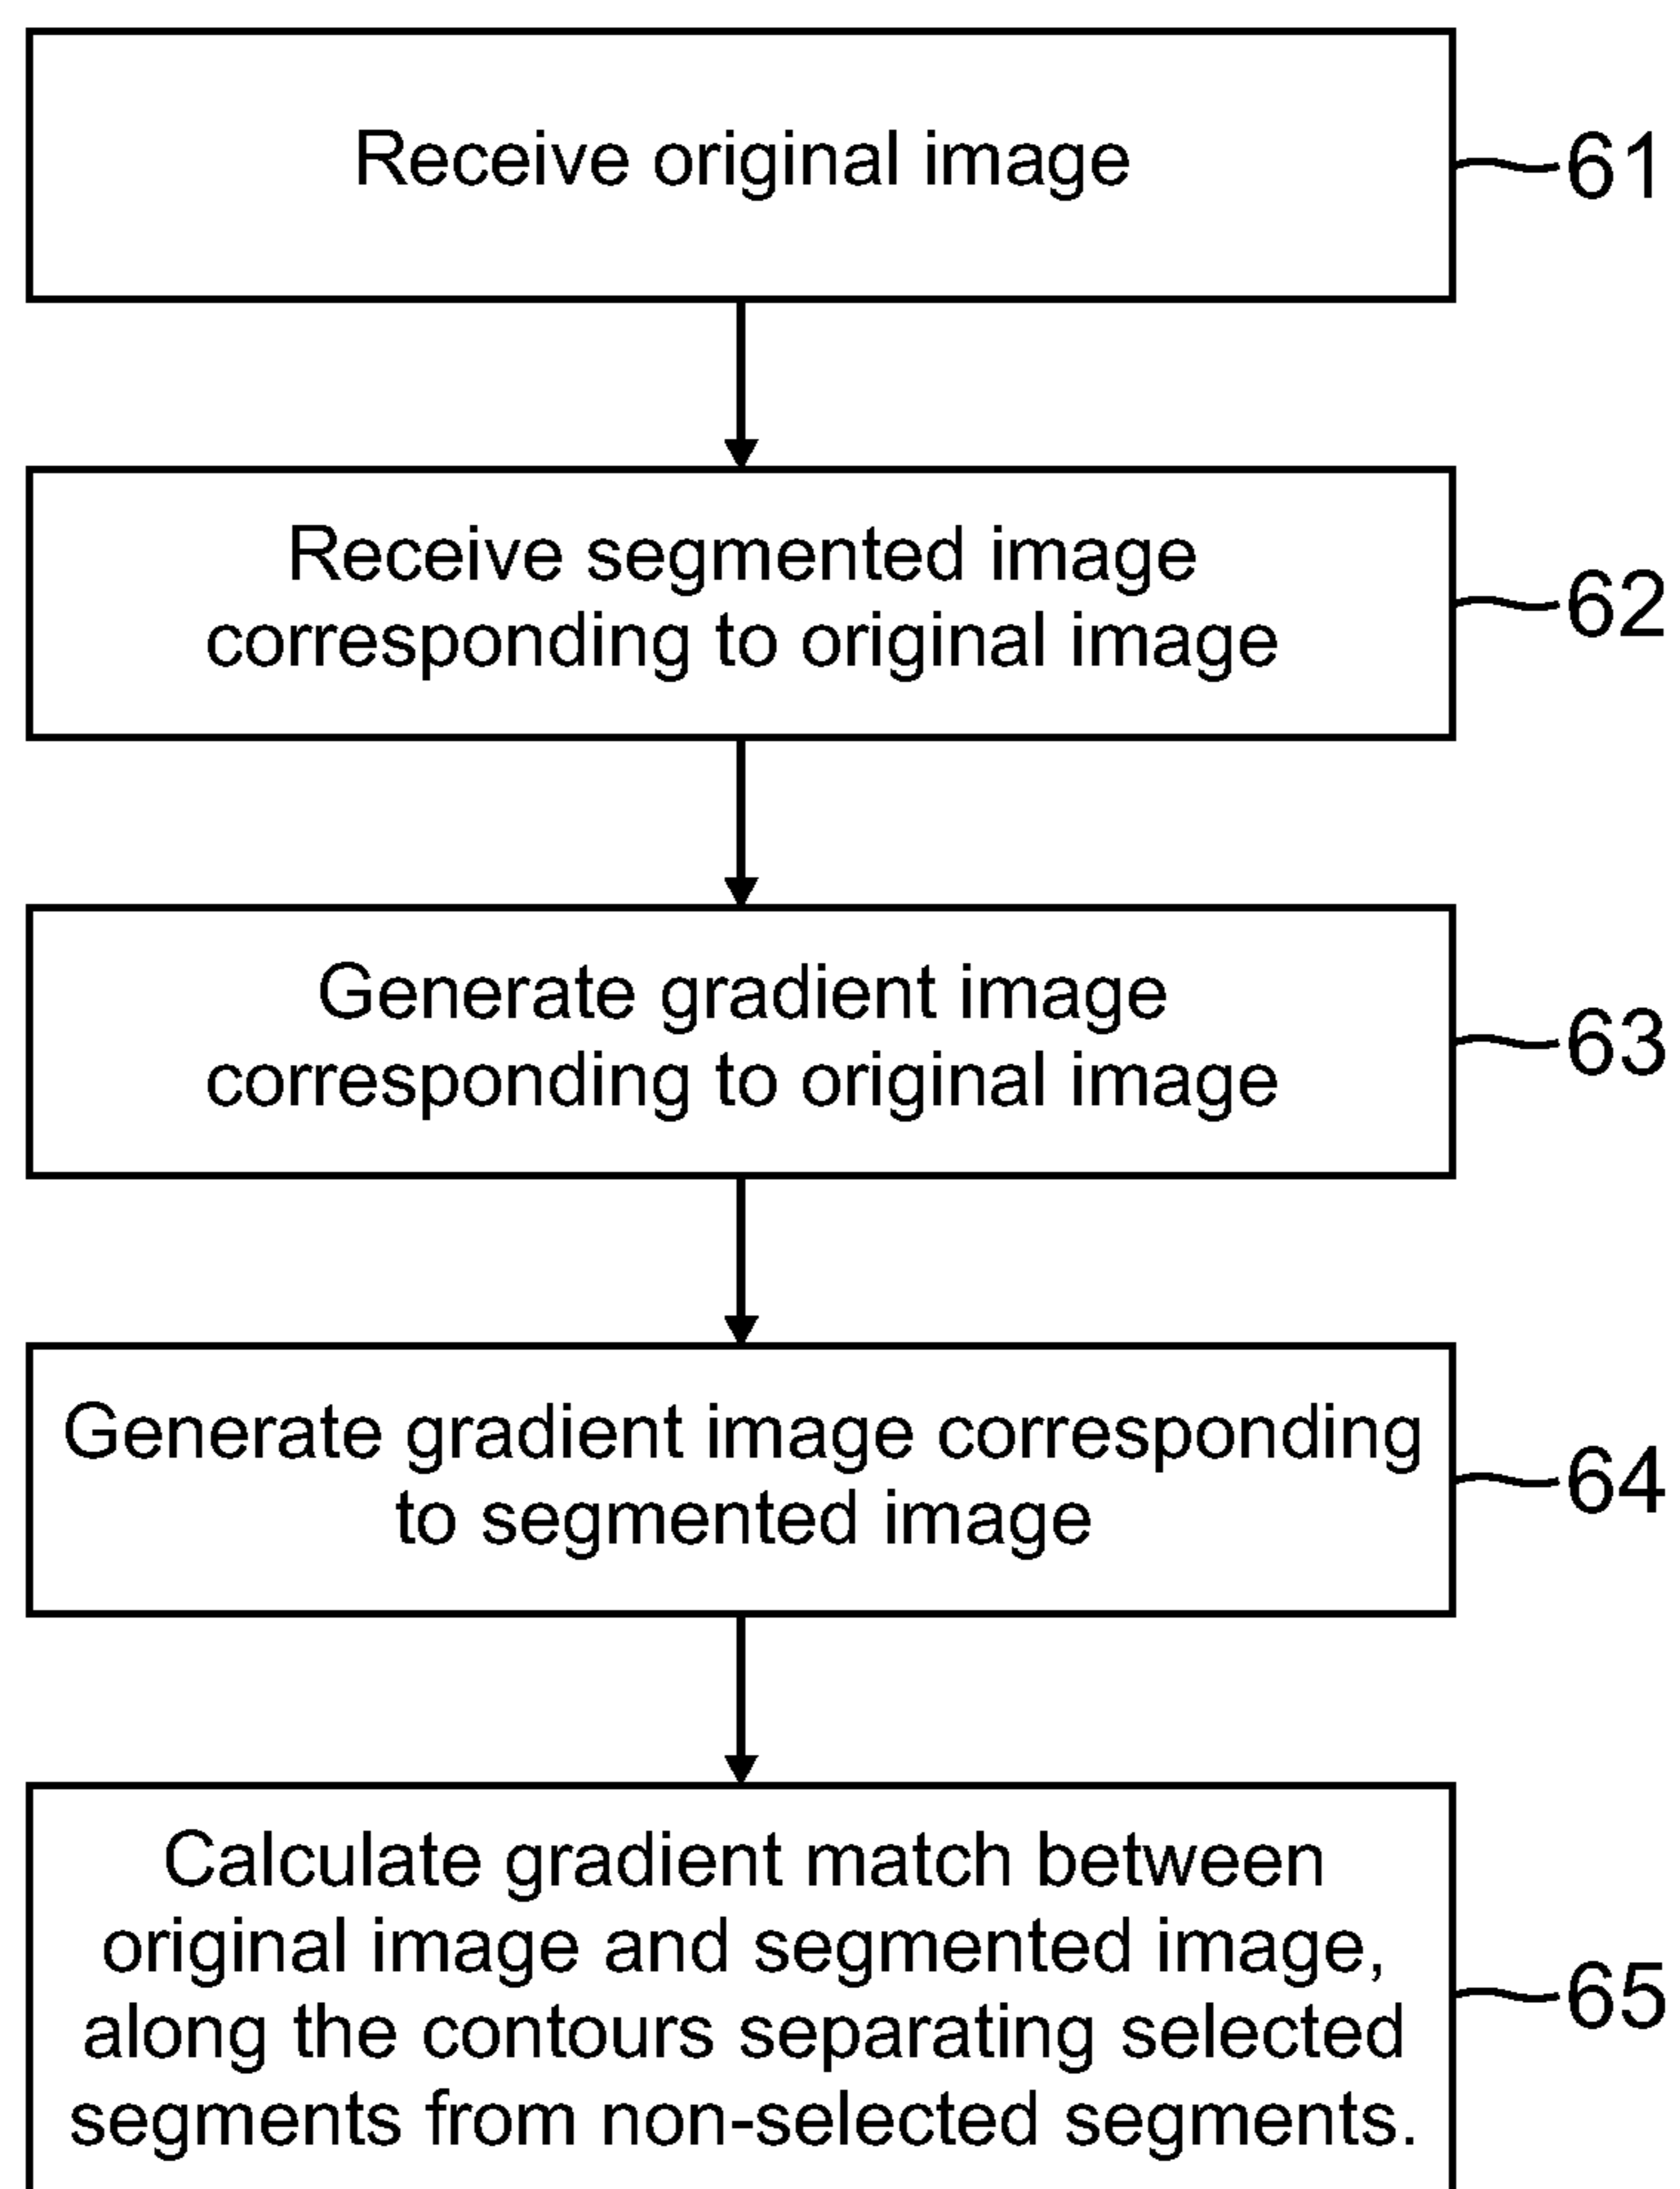 Receive original image
61
Receive segmented image
corresponding to original image
62
Generate gradient image
corresponding to original image
63
Generate gradient image corresponding
to segmented image
64
Calculate gradient match between
original image and segmented image,
along the contours separating selected
segments from non-selected segments.
65